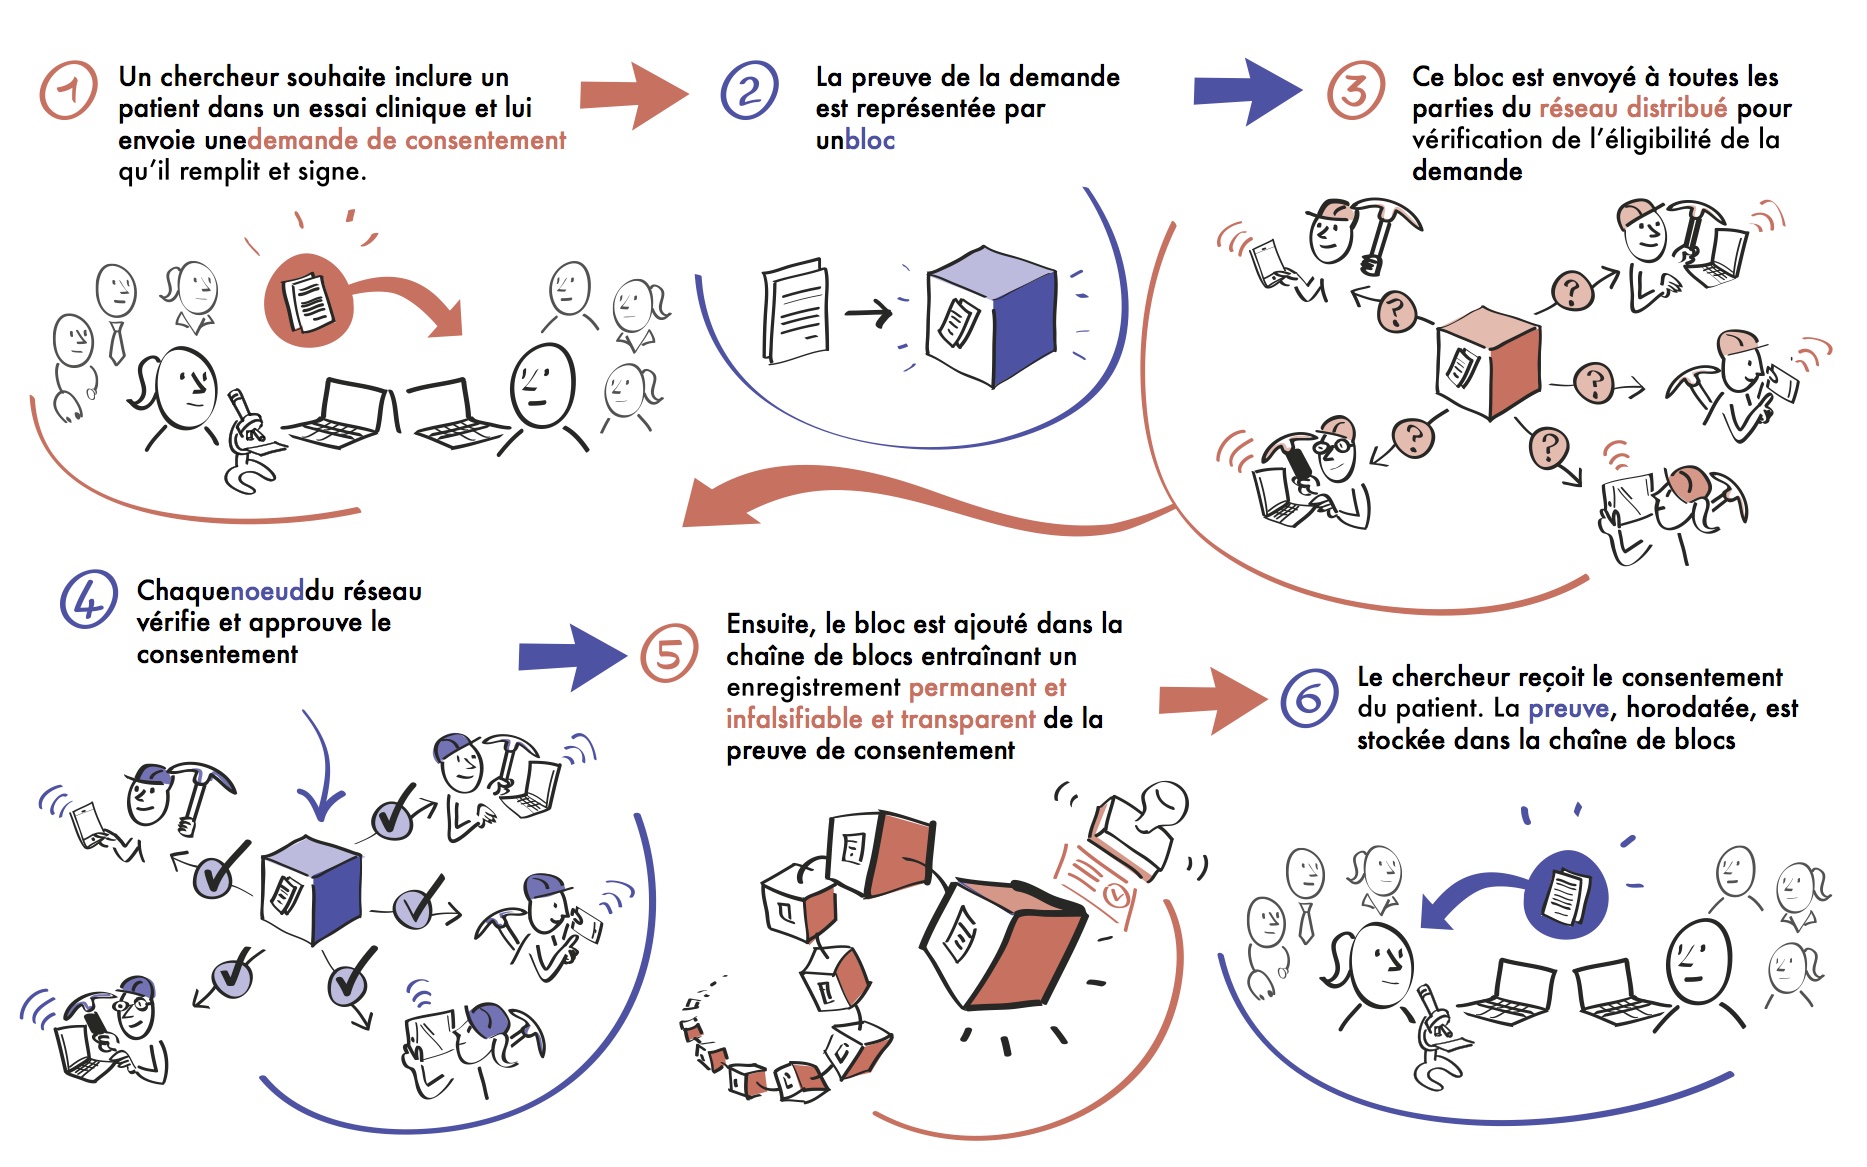 1
Un chercheur souhaite inclure un
patient dans un essai clinique et lui
envoie unedemande de consentement
qu’il remplit et signe.
2
La preuve de la demande
est représentée par
unbloc
3
Ce bloc est envoyé à toutes les
parties du réseau distribué pour
vérification de l’éligibilité de la
demande
?
?
?
?
?
4
Chaquenoeuddu réseau
vérifie et approuve le
consentement
5
Ensuite, le bloc est ajouté dans la
chaîne de blocs entraînant un
enregistrement permanent et
infalsifiable et transparent de la
preuve de consentement
6
Le chercheur reçoit le consentement
du patient. La preuve, horodatée, est
stockée dans la chaîne de blocs